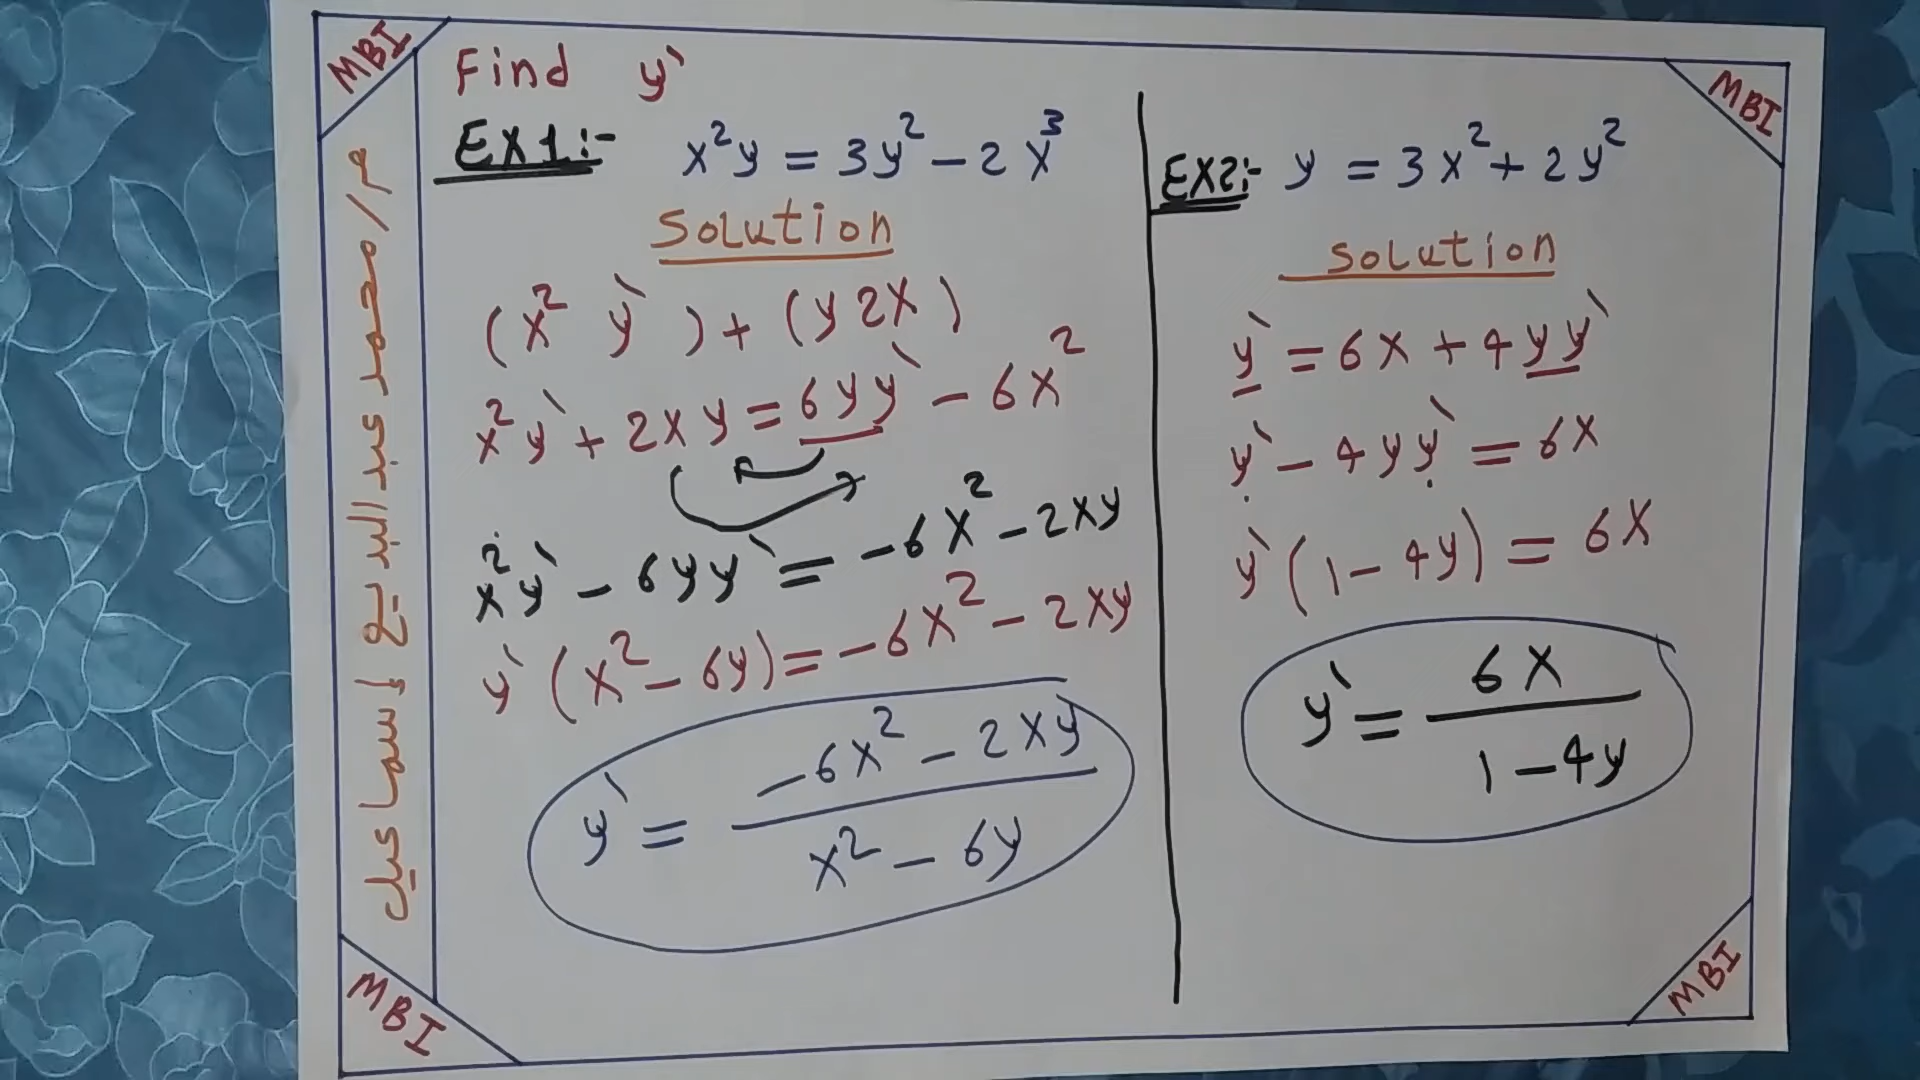 MBI
MBI
Find y`
EX1:- x²y = 3y² - 2x³
Solution
(x² y`) + (y 2x)
x²y` + 2xy = 6yy` - 6x²
x²y` - 6yy` = -6x² - 2xy
y`(x² - 6y) = -6x² - 2xy
y` = (-6x² - 2xy) / (x² - 6y)
EX2:- y = 3x² + 2y²
Solution
y` = 6x + 4yy`
y` - 4yy` = 6x
y`(1 - 4y) = 6x
y` = 6x / (1 - 4y)
م/محمد عبد البديع إسماعيل
MBI
MBI